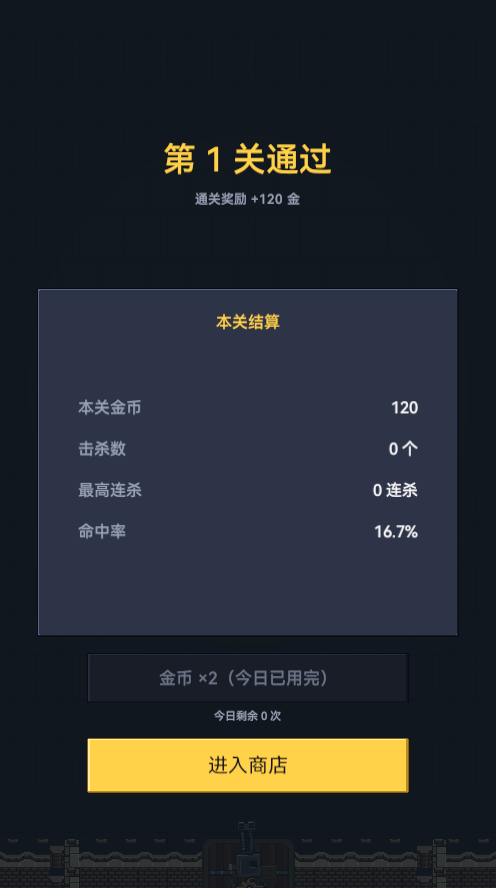 第 1 关通过
通关奖励 +120 金
本关结算
本关金币 120
击杀数 0 个
最高连杀 0 连杀
命中率 16.7%
金币 ×2（今日已用完）
今日剩余 0 次
进入商店